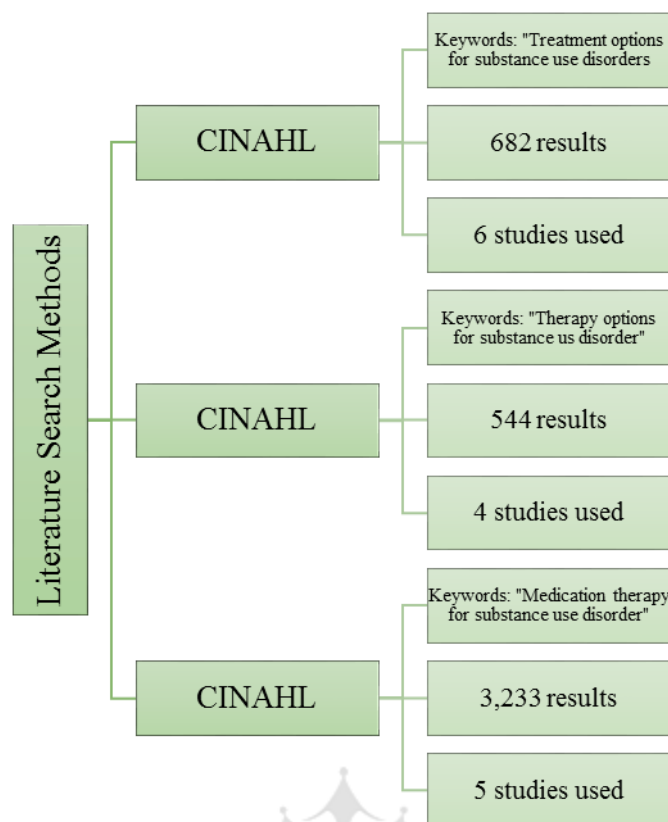 Literature Search Methods
CINAHL
Keywords: "Treatment options
for substance use disorders
682 results
6 studies used
CINAHL
Keywords: "Therapy options
for substance us disorder"
544 results
4 studies used
CINAHL
Keywords: "Medication therapy
for substance use disorder"
3,233 results
5 studies used